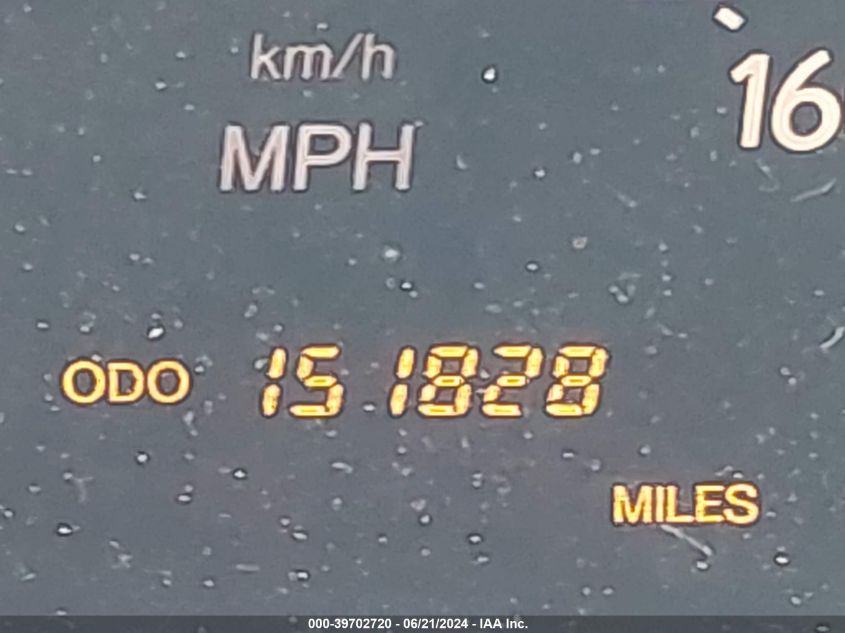 km/h
MPH
16
ODO 151828
MILES
000-39702720 - 06/21/2024 - IAA Inc.